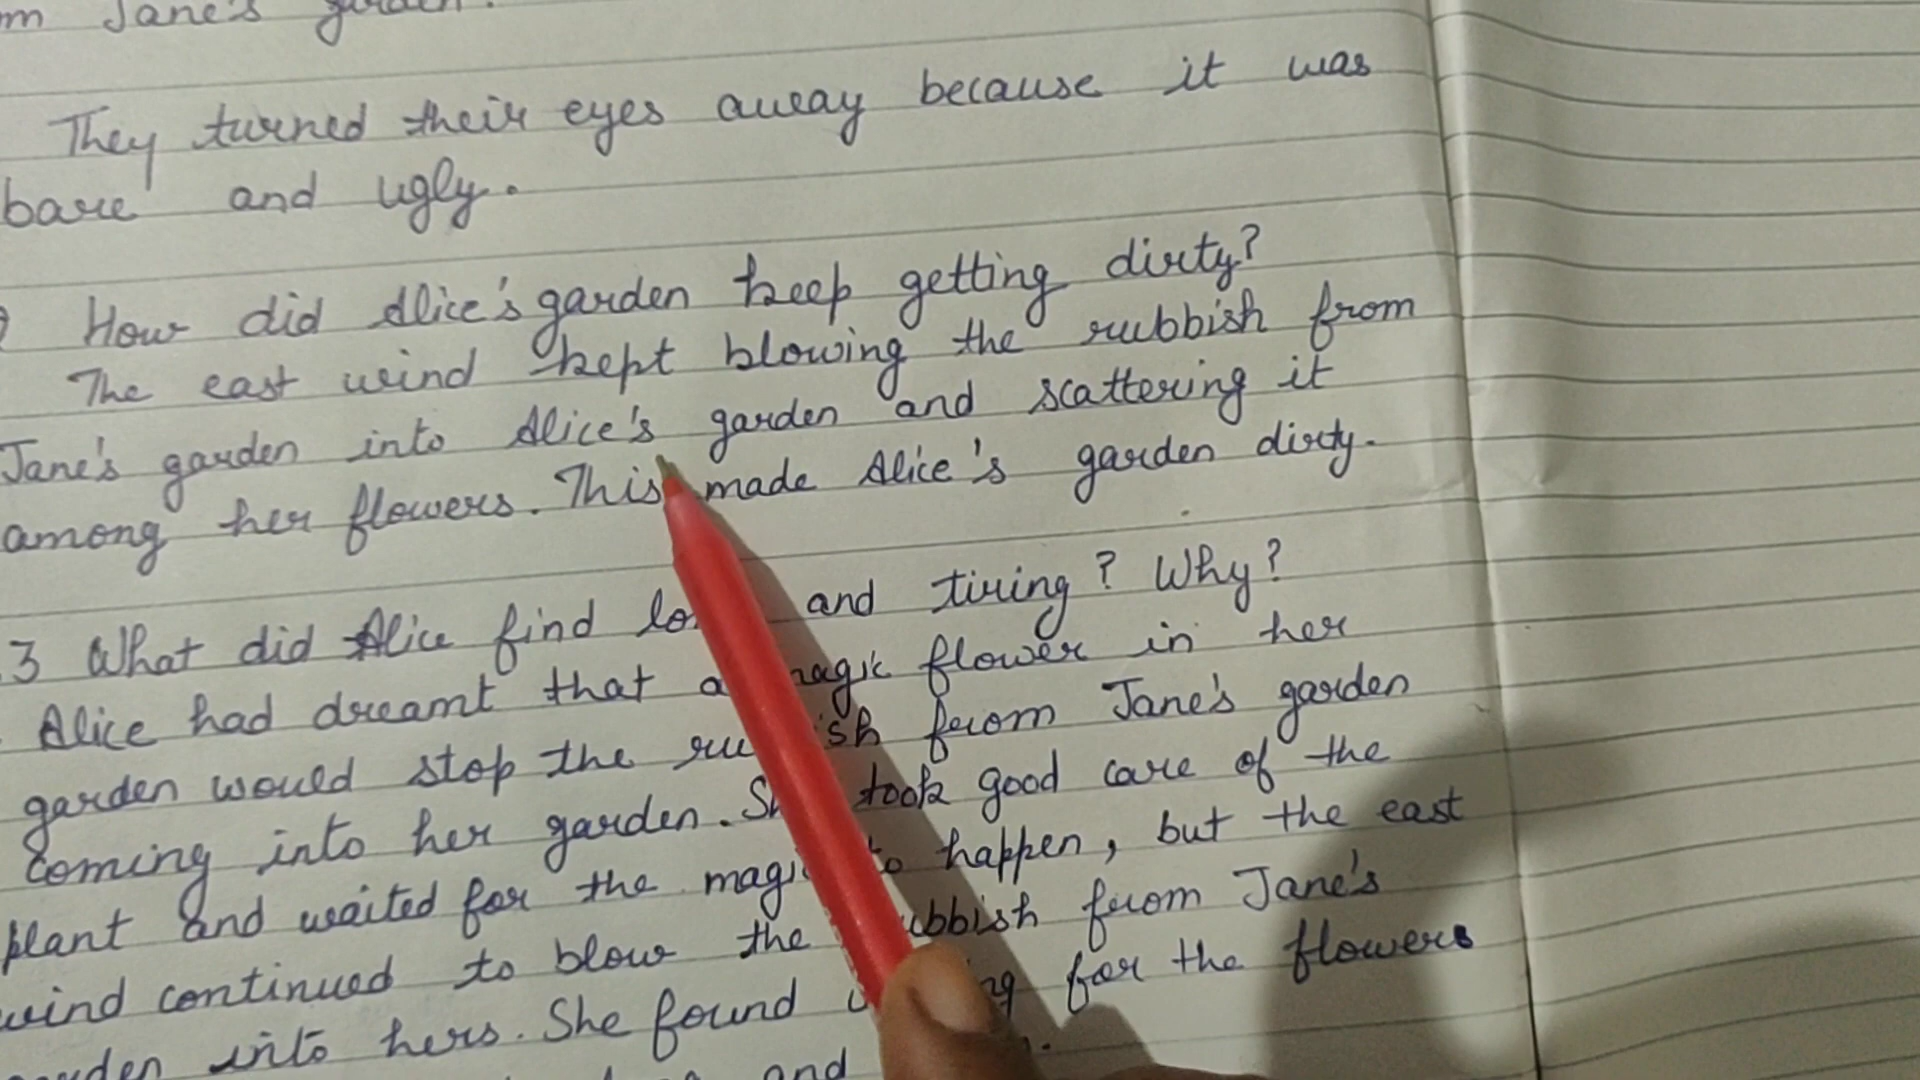 Jane's garden.
They turned their eyes away because it was
bare and ugly.
How did Alice's garden keep getting dirty?
The east wind kept blowing the rubbish from
Jane's garden into Alice's garden and scattering it
among her flowers. This made Alice's garden dirty.
3 What did Alice find and tiring? Why?
Alice had dreamt that a magic flower in her
garden would stop the rubbish from Jane's garden
coming into her garden. She took good care of the
plant and waited for the magic to happen, but the east
wind continued to blow the rubbish from Jane's
into hers. She found for the flowers
and